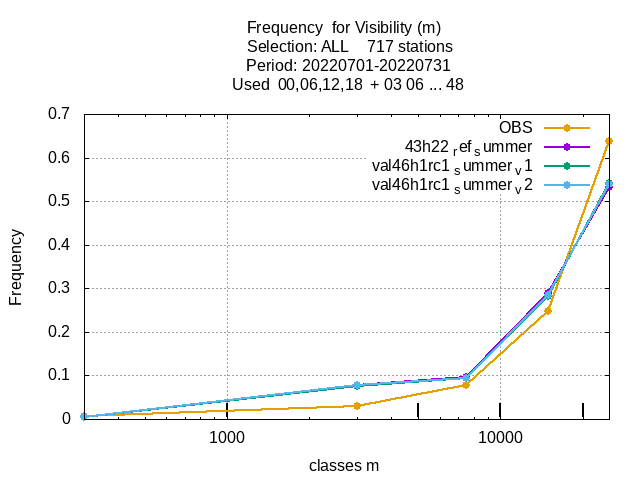 Frequency for Visibility (m)
Selection: ALL 717 stations
Period: 20220701-20220731
Used 00,06,12,18 + 03 06 ... 48
0.7
0.6
0.5
0.4
0.3
0.2
0.1
0
Frequency
OBS
43h22 ref summer
val46h1rc1 summer v1
val46h1rc1 summer v2
1000
10000
classes m